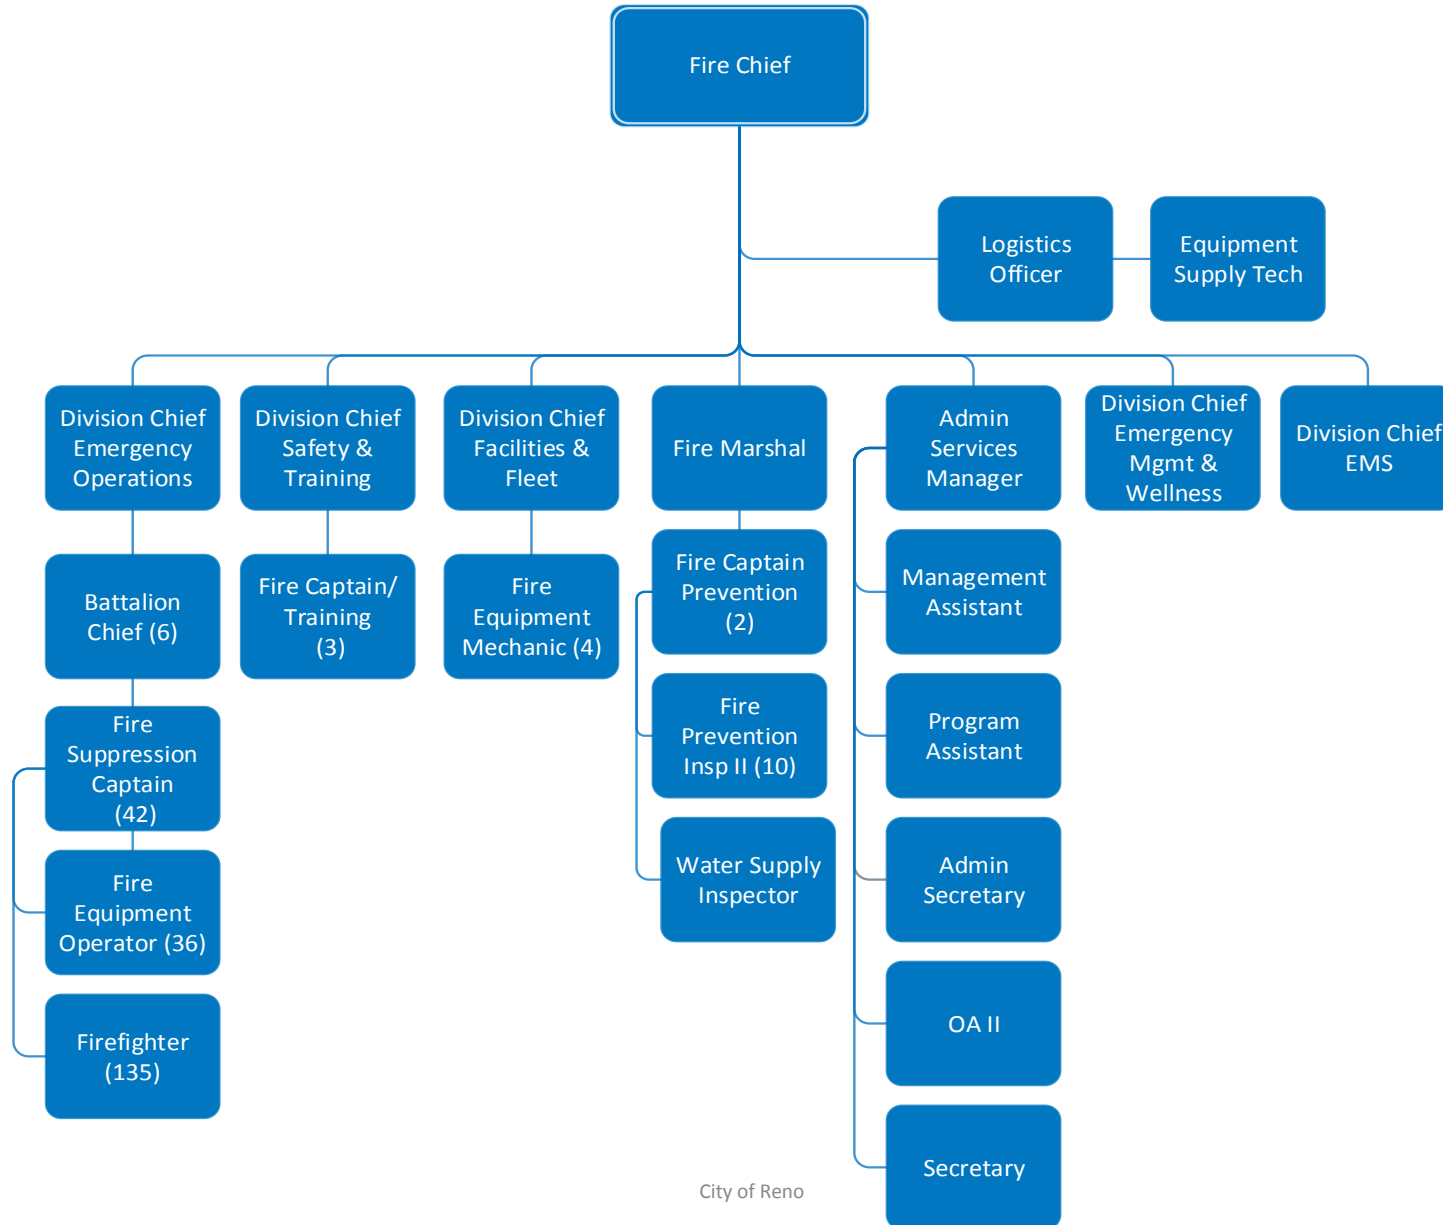 Fire Chief
Logistics
Officer
Equipment
Supply Tech
Division Chief
Emergency
Operations
Division Chief
Safety &
Training
Division Chief
Facilities &
Fleet
Fire Marshal
Admin
Services
Manager
Division Chief
Emergency
Mgmt &
Wellness
Division Chief
EMS
Battalion
Chief (6)
Fire Captain/
Training
(3)
Fire
Equipment
Mechanic (4)
Fire Captain
Prevention
(2)
Management
Assistant
Fire
Suppression
Captain
(42)
Fire
Prevention
Insp II (10)
Program
Assistant
Fire
Equipment
Operator (36)
Water Supply
Inspector
Admin
Secretary
Firefighter
(135)
OA II
Secretary
City of Reno